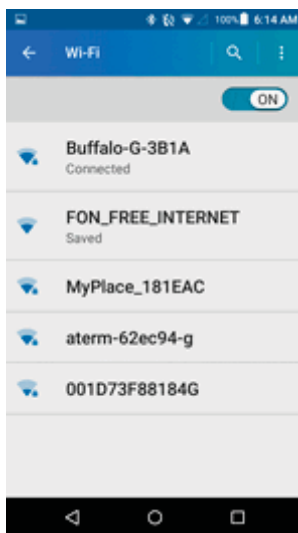 100% 6:14 AM
Wi-Fi
ON
Buffalo-G-3B1A
Connected
FON_FREE_INTERNET
Saved
MyPlace_181EAC
aterm-62ec94-g
001D73F88184G